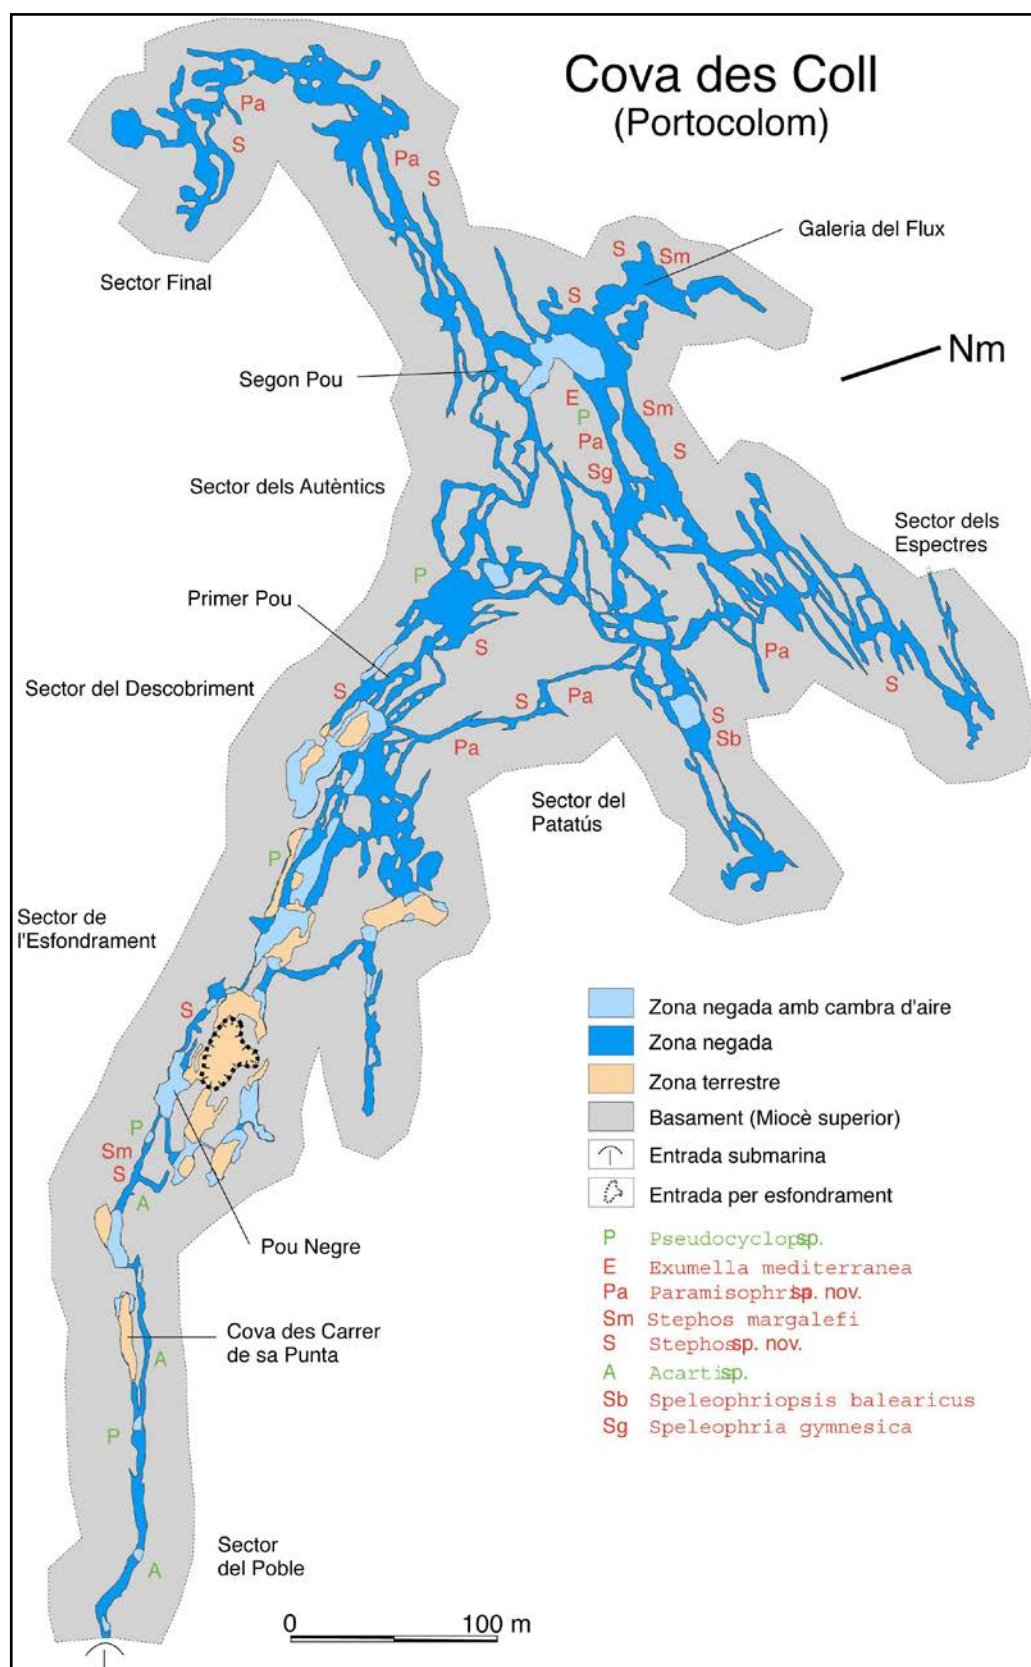 Cova des Coll
(Portocolom)
Pa
S
Pa
S
Galeria del Flux
S
Sm
Sector Final
S
Nm
Segon Pou
E
P
Sm
Pa
S
Sg
Sector dels Autèntics
Sector dels
Espectres
P
Primer Pou
S
Pa
Sector del Descobriment
S
S
Pa
S
S
Sb
Pa
Sector del
Patatús
P
Sector de
l'Esfondrament
S
Zona negada amb cambra d'aire
Zona negada
Zona terrestre
Basament (Miocè superior)
Entrada submarina
Entrada per esfondrament
P
Sm
S
A
Pou Negre
P Pseudocyclops sp.
E Exumella mediterranea
Pa Paramisophria sp. nov.
Sm Stephos margalefi
S Stephos sp. nov.
A Acartia sp.
Sb Speleophriopsis balearicus
Sg Speleophria gymnesica
Cova des Carrer
de sa Punta
A
P
Sector
del Poble
A
0 100 m